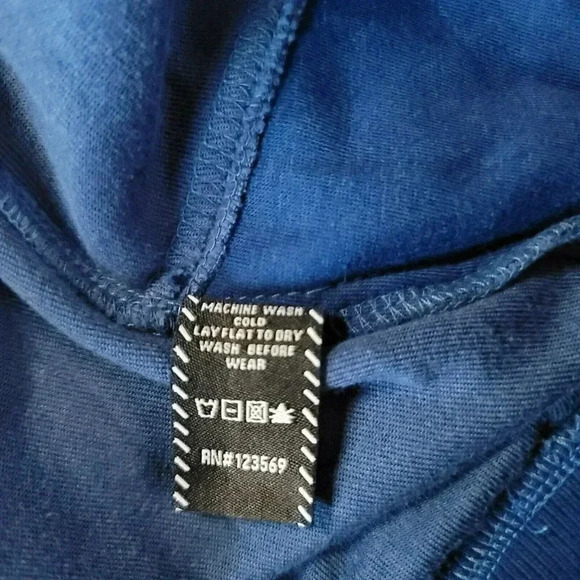 MACHINE WASH
COLD
LAY FLAT TO DRY
WASH BEFORE
WEAR
RN#123569